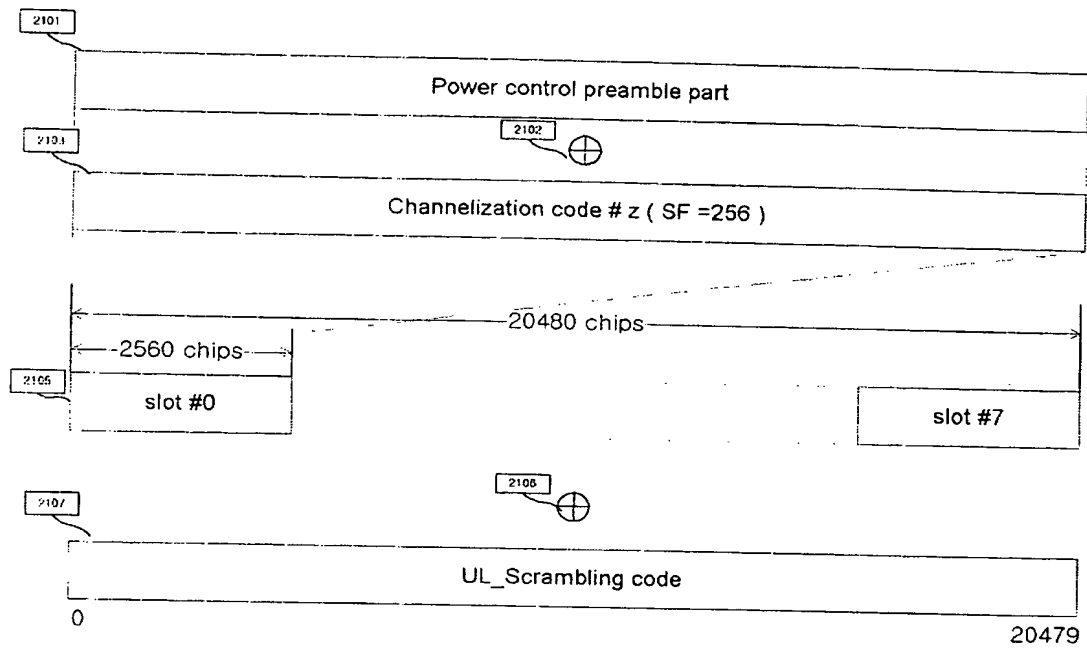 2101
Power control preamble part
2102
2103
Channelization code # z ( SF =256 )
20480 chips
2560 chips
2105
slot #0
slot #7
2106
2107
UL_Scrambling code
0
20479